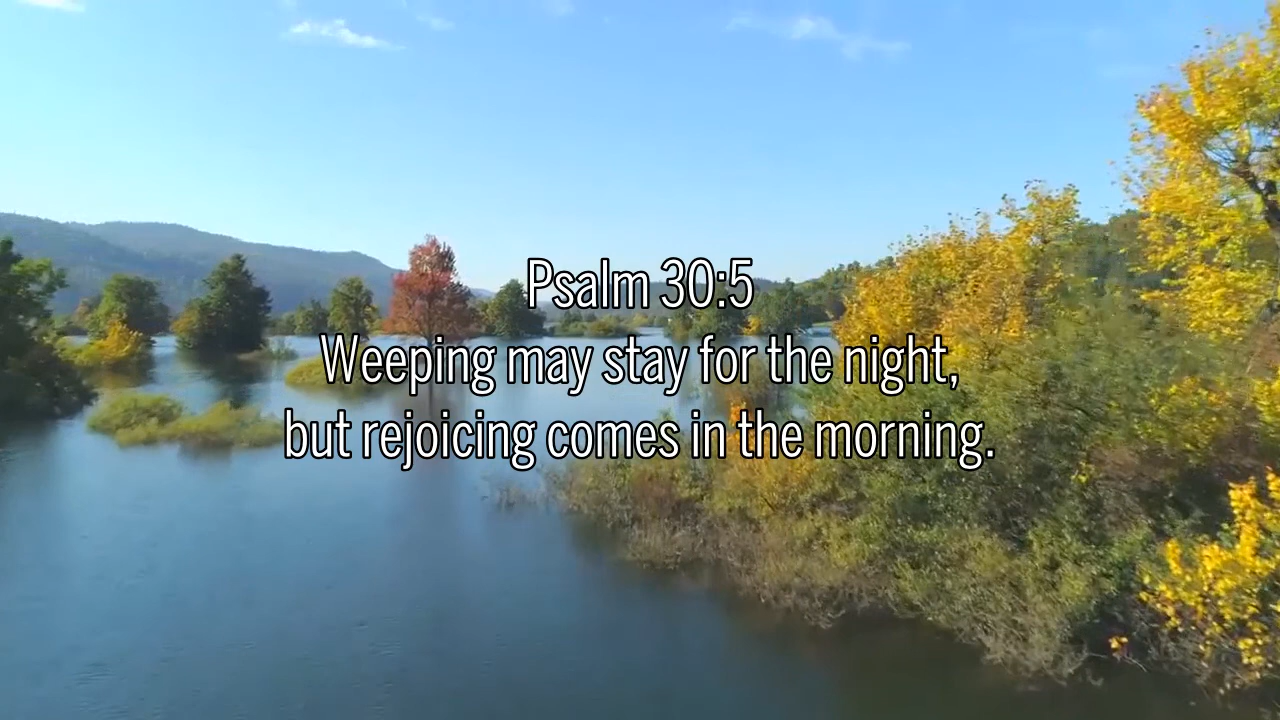 Psalm 30:5
Weeping may stay for the night,
but rejoicing comes in the morning.